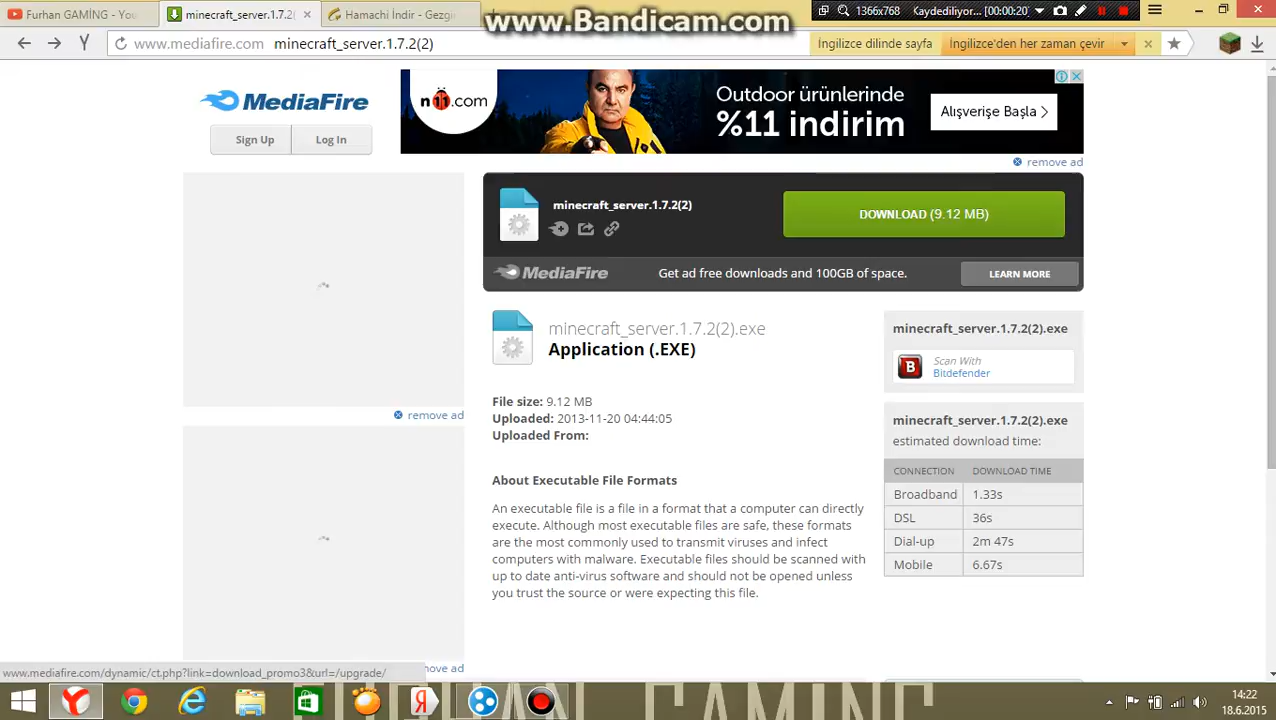 Furhan GAMİNG - You
minecraft_server.1.7.2(
Hamachi İndir - Gezgi
www.Bandicam.com
1366x768
Kaydediliyor...
[00:00:20]
www.mediafire.com
minecraft_server.1.7.2(2)
İngilizce dilinde sayfa
İngilizce'den her zaman çevir
MediaFire
Sign Up
Log In
n11.com
Outdoor ürünlerinde
%11 indirim
Alışverişe Başla
remove ad
minecraft_server.1.7.2(2)
DOWNLOAD (9.12 MB)
MediaFire
Get ad free downloads and 100GB of space.
LEARN MORE
minecraft_server.1.7.2(2).exe
Application (.EXE)
File size: 9.12 MB
Uploaded: 2013-11-20 04:44:05
Uploaded From:
About Executable File Formats
An executable file is a file in a format that a computer can directly
execute. Although most executable files are safe, these formats
are the most commonly used to transmit viruses and infect
computers with malware. Executable files should be scanned with
up to date anti-virus software and should not be opened unless
you trust the source or were expecting this file.
minecraft_server.1.7.2(2).exe
Scan With
Bitdefender
minecraft_server.1.7.2(2).exe
estimated download time:
CONNECTION DOWNLOAD TIME
Broadband 1.33s
DSL 36s
Dial-up 2m 47s
Mobile 6.67s
remove ad
ove ad
www.mediafire.com/dynamic/ct.php?link=download_promo3&url=/upgrade/
GAMING
14:22
18.6.2015